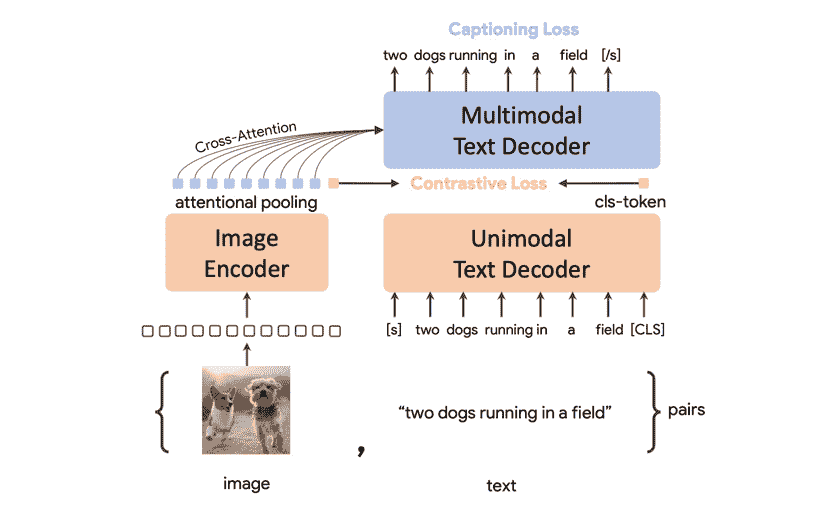 Captioning Loss
two dogs running in a field [/s]
Multimodal
Text Decoder
Cross-Attention
Contrastive Loss
attentional pooling
cls-token
Image
Encoder
Unimodal
Text Decoder
[s] two dogs running in a field [CLS]
“two dogs running in a field”
pairs
,
image
text